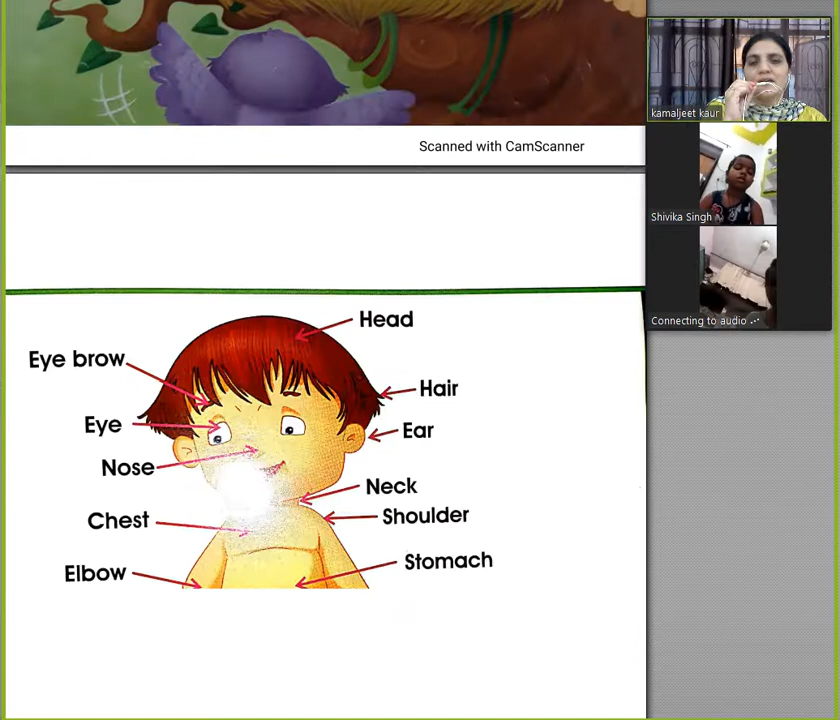 kamaljeet kaur
Scanned with CamScanner
Shivika Singh
Connecting to audio
Head
Eye brow
Hair
Eye
Ear
Nose
Neck
Chest
Shoulder
Elbow
Stomach